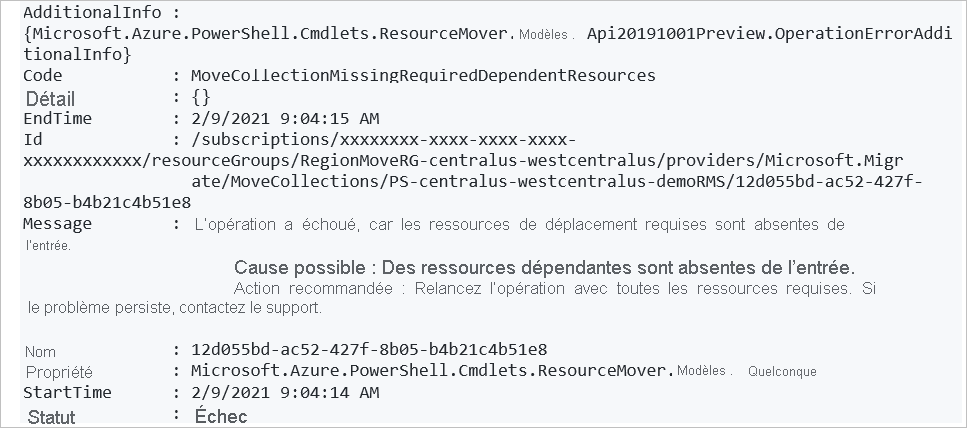 AdditionalInfo :
{Microsoft.Azure.PowerShell.Cmdlets.ResourceMover. Modèles . Api20191001Preview.OperationErrorAddi
tionalInfo}
Code : MoveCollectionMissingRequiredDependentResources
Détail : {}
EndTime : 2/9/2021 9:04:15 AM
Id : /subscriptions/xxxxxxxx-xxxx-xxxx-xxxx-
xxxxxxxxxxxx/resourceGroups/RegionMoveRG-centralus-westcentralus/providers/Microsoft.Migr
ate/MoveCollections/PS-centralus-westcentralus-demoRMS/12d055bd-ac52-427f-
8b05-b4b21c4b51e8
Message : L'opération a échoué, car les ressources de déplacement requises sont absentes de
l'entrée.
Cause possible : Des ressources dépendantes sont absentes de l’entrée.
Action recommandée : Relancez l'opération avec toutes les ressources requises. Si
le problème persiste, contactez le support.
Nom : 12d055bd-ac52-427f-8b05-b4b21c4b51e8
Propriété : Microsoft.Azure.PowerShell.Cmdlets.ResourceMover. Modèles . Quelconque
StartTime : 2/9/2021 9:04:14 AM
Statut : Échec